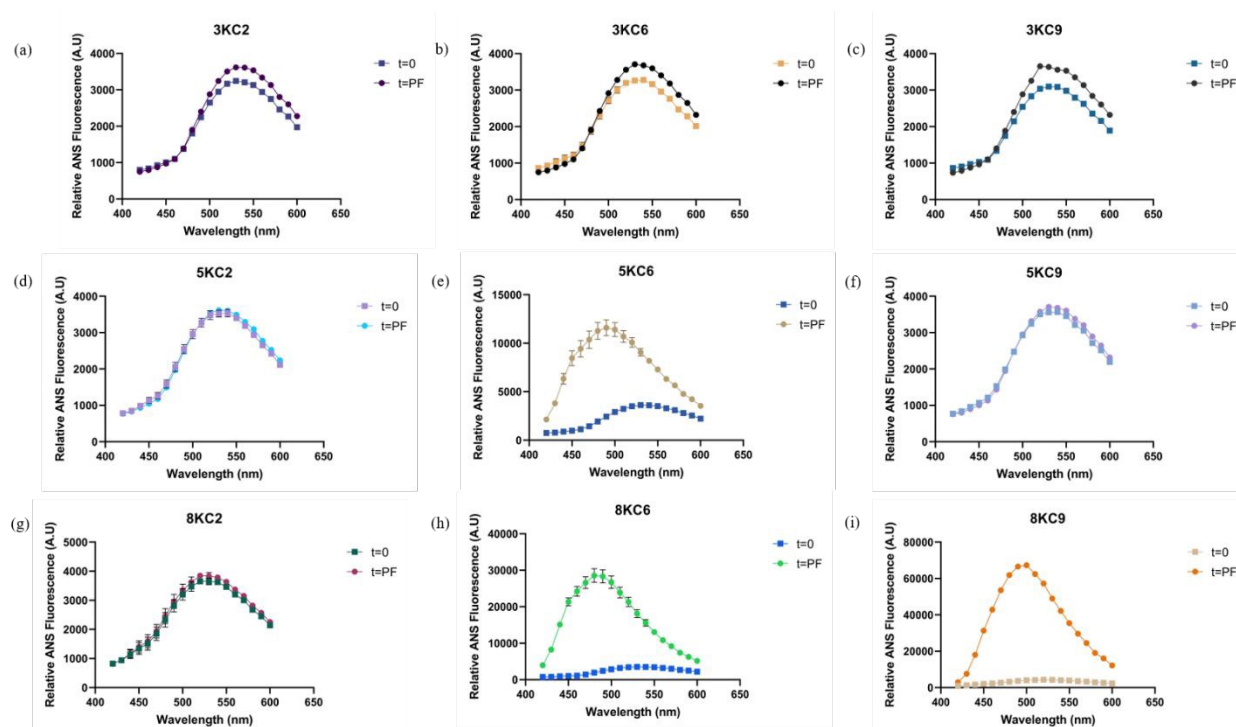 (a)
3KC2
Relative ANS Fluorescence (A.U)
4000
3000
2000
1000
0
400 450 500 550 600 650
Wavelength (nm)
t=0
t=PF
b)
3KC6
Relative ANS Fluorescence (A.U)
4000
3000
2000
1000
0
400 450 500 550 600 650
Wavelength (nm)
t=0
t=PF
(c)
3KC9
Relative ANS Fluorescence (A.U)
4000
3000
2000
1000
0
400 450 500 550 600 650
Wavelength (nm)
t=0
t=PF
(d)
5KC2
Relative ANS Fluorescence (A.U)
4000
3000
2000
1000
0
400 450 500 550 600 650
Wavelength (nm)
t=0
t=PF
(e)
5KC6
Relative ANS Fluorescence (A.U)
15000
10000
5000
0
400 450 500 550 600 650
Wavelength (nm)
t=0
t=PF
(f)
5KC9
Relative ANS Fluorescence (A.U)
4000
3000
2000
1000
0
400 450 500 550 600 650
Wavelength (nm)
t=0
t=PF
(g)
8KC2
Relative ANS Fluorescence (A.U)
5000
4000
3000
2000
1000
0
400 450 500 550 600 650
Wavelength (nm)
t=0
t=PF
(h)
8KC6
Relative ANS Fluorescence (A.U)
40000
30000
20000
10000
0
400 450 500 550 600 650
Wavelength (nm)
t=0
t=PF
(i)
8KC9
Relative ANS Fluorescence (A.U)
80000
60000
40000
20000
0
400 450 500 550 600 650
Wavelength (nm)
t=0
t=PF